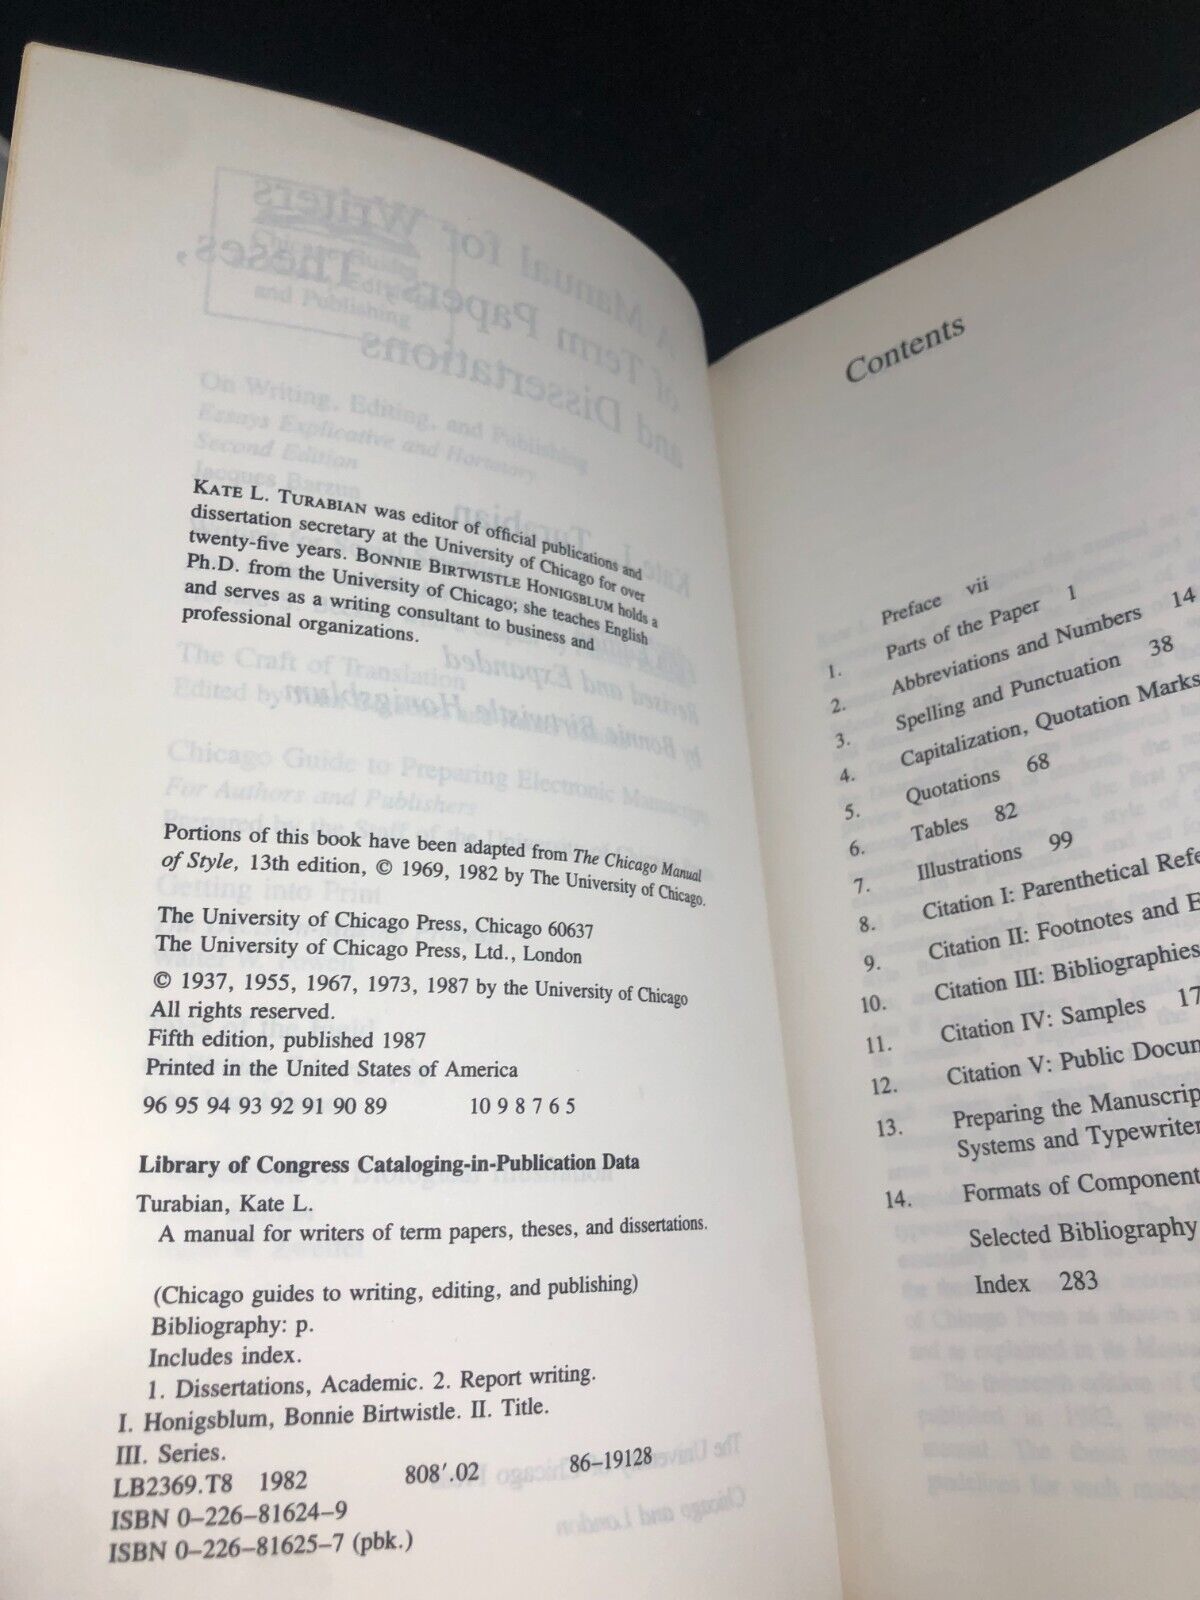 KATE L. TURABIAN was editor of official publications and
dissertation secretary at the University of Chicago for over
twenty-five years. BONNIE BIRTWISTLE HONIGSBLUM holds a
Ph.D. from the University of Chicago; she teaches English
and serves as a writing consultant to business and
professional organizations.
Portions of this book have been adapted from The Chicago Manual
of Style, 13th edition, © 1969, 1982 by The University of Chicago.
The University of Chicago Press, Chicago 60637
The University of Chicago Press, Ltd., London
© 1937, 1955, 1967, 1973, 1987 by the University of Chicago
All rights reserved.
Fifth edition, published 1987
Printed in the United States of America
96 95 94 93 92 91 90 89 10 9 8 7 6 5
Library of Congress Cataloging-in-Publication Data
Turabian, Kate L.
A manual for writers of term papers, theses, and dissertations.
(Chicago guides to writing, editing, and publishing)
Bibliography: p.
Includes index.
1. Dissertations, Academic. 2. Report writing.
I. Honigsblum, Bonnie Birtwistle. II. Title.
III. Series.
LB2369.T8 1982 808′.02 86–19128
ISBN 0–226–81624–9
ISBN 0–226–81625–7 (pbk.)
Contents
Preface vii
1. Parts of the Paper 1
2. Abbreviations and Numbers 14
3. Spelling and Punctuation 38
4. Capitalization, Quotation Marks
5. Quotations 68
6. Tables 82
7. Illustrations 99
8. Citation I: Parenthetical Refe
9. Citation II: Footnotes and E
10. Citation III: Bibliographies
11. Citation IV: Samples 17
12. Citation V: Public Docum
13. Preparing the Manuscrip
Systems and Typewriter
14. Formats of Component
Selected Bibliography
Index 283